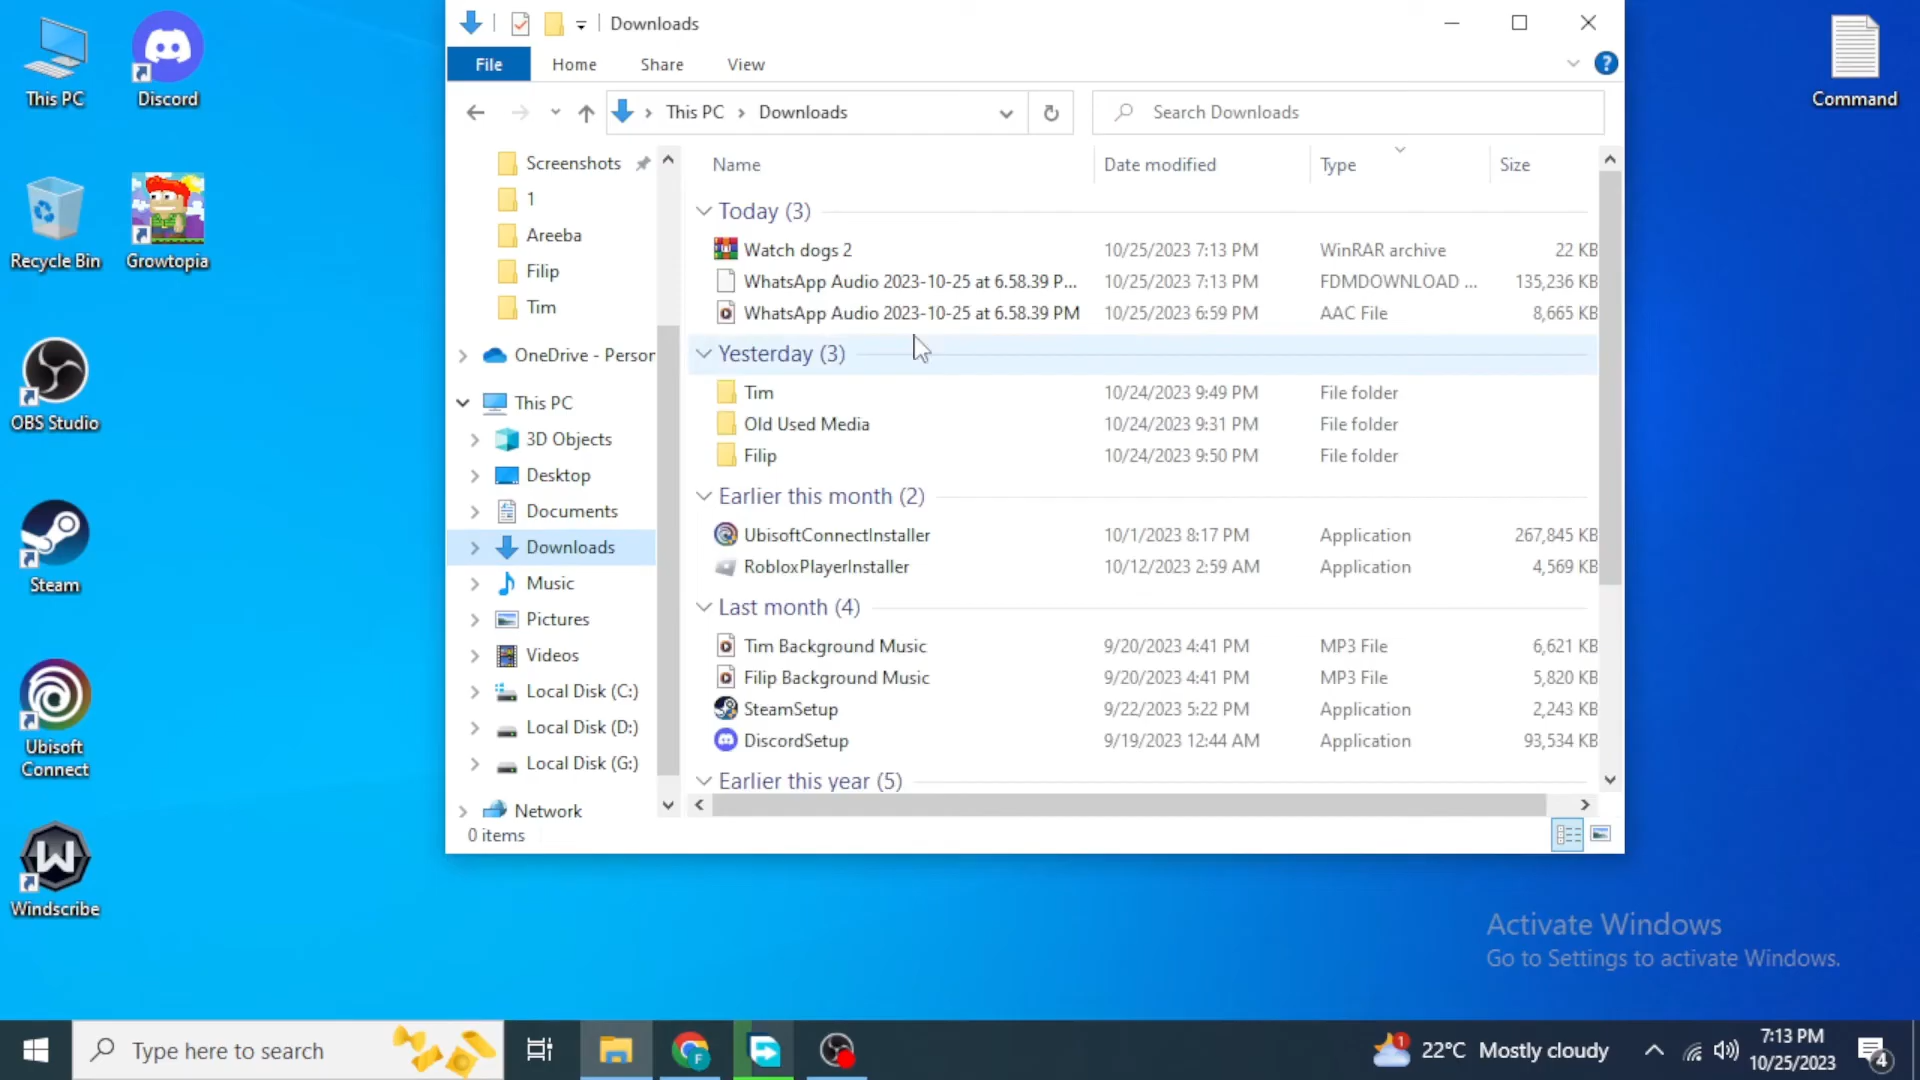 This PC
Discord
Recycle Bin
Growtopia
OBS Studio
Steam
Ubisoft
Connect
Windscribe
Command
Downloads
File Home Share View
This PC > Downloads
Search Downloads
Screenshots
1
Areeba
Filip
Tim
OneDrive - Person
This PC
3D Objects
Desktop
Documents
Downloads
Music
Pictures
Videos
Local Disk (C:)
Local Disk (D:)
Local Disk (G:)
Network
Name Date modified Type Size
Today (3)
Watch dogs 2 10/25/2023 7:13 PM WinRAR archive 22 KB
WhatsApp Audio 2023-10-25 at 6.58.39 P... 10/25/2023 7:13 PM FDMDOWNLOAD ... 135,236 KB
WhatsApp Audio 2023-10-25 at 6.58.39 PM 10/25/2023 6:59 PM AAC File 8,665 KB
Yesterday (3)
Tim 10/24/2023 9:49 PM File folder
Old Used Media 10/24/2023 9:31 PM File folder
Filip 10/24/2023 9:50 PM File folder
Earlier this month (2)
UbisoftConnectInstaller 10/1/2023 8:17 PM Application 267,845 KB
RobloxPlayerInstaller 10/12/2023 2:59 AM Application 4,569 KB
Last month (4)
Tim Background Music 9/20/2023 4:41 PM MP3 File 6,621 KB
Filip Background Music 9/20/2023 4:41 PM MP3 File 5,820 KB
SteamSetup 9/22/2023 5:22 PM Application 2,243 KB
DiscordSetup 9/19/2023 12:44 AM Application 93,534 KB
Earlier this year (5)
0 items
Activate Windows
Go to Settings to activate Windows.
Type here to search
F
1
22°C Mostly cloudy
7:13 PM
10/25/2023
4